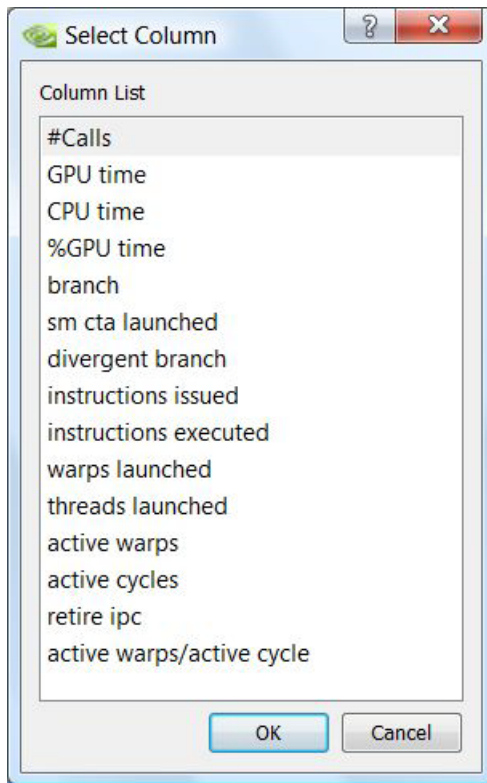 Select Column
Column List
#Calls
GPU time
CPU time
%GPU time
branch
sm cta launched
divergent branch
instructions issued
instructions executed
warps launched
threads launched
active warps
active cycles
retire ipc
active warps/active cycle
OK Cancel